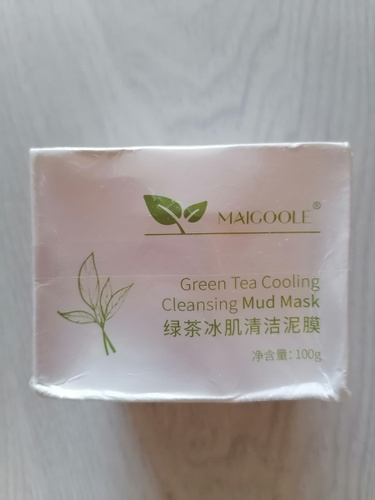 MAIGOOLE®
Green Tea Cooling
Cleansing Mud Mask
绿茶冰肌清洁泥膜
净含量：100g